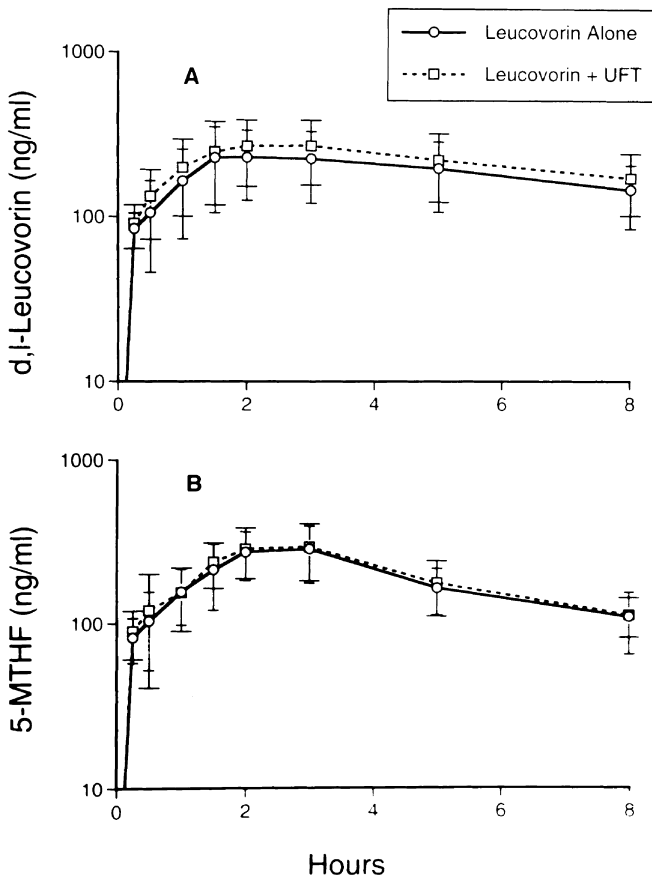 Leucovorin Alone
Leucovorin + UFT
A
d,l-Leucovorin (ng/ml)
1000
100
10
0 2 4 6 8
B
5-MTHF (ng/ml)
1000
100
10
0 2 4 6 8
Hours